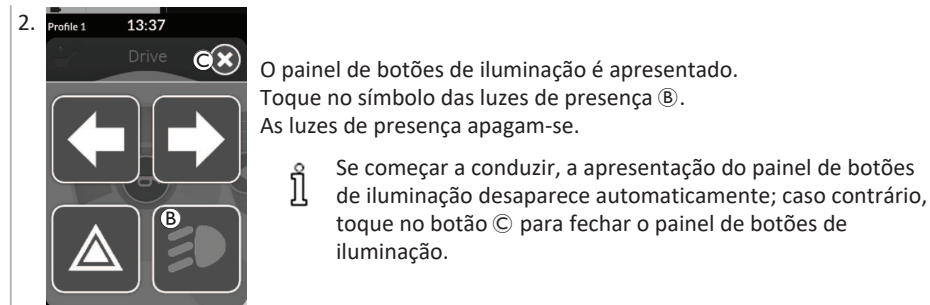 2.
Profile 1 13:37
Drive Ⓒ
O painel de botões de iluminação é apresentado.
Toque no símbolo das luzes de presença Ⓑ.
As luzes de presença apagam-se.
Se começar a conduzir, a apresentação do painel de botões
de iluminação desaparece automaticamente; caso contrário,
toque no botão Ⓒ para fechar o painel de botões de
iluminação.
Ⓑ